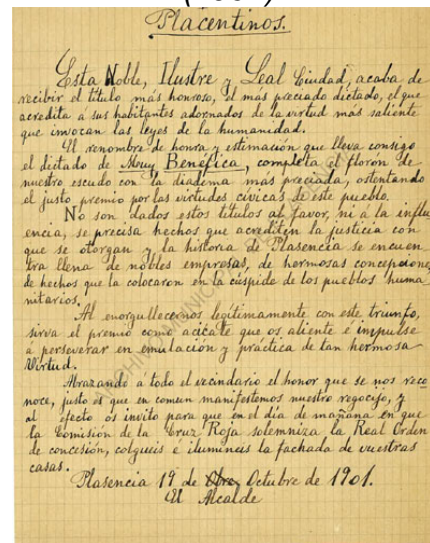 Placentinos.
Esta Noble, Ilustre y Leal Ciudad, acaba de
recibir el título más honroso, el más preciado dictado, el que
acredita á sus habitantes adornados de la virtud más saliente
que invocan las leyes de la humanidad.
El renombre de honra y estimación que lleva consigo
el dictado de Muy Benéfica, completa el florón de
nuestro escudo con la diadema más preciada, ostentando
el justo premio por las virtudes cívicas de este pueblo.
No son dados estos títulos al favor, ni á la influ
encia, se precisa hechos que acrediten la justicia con
que se otorgan y la historia de Plasencia se encuen
tra llena de nobles empresas, de hermosas concepciones,
de hechos que la colocaron en la cúspide de los pueblos huma
nitarios.
Al enorgullecernos legítimamente con este triunfo,
sirva el premio como acicate que os aliente é impulse
á perseverar en emulación y práctica de tan hermosa
Virtud.
Abrazando á todo el vecindario el honor que se nos reco
noce, justo es que en comun manifestemos nuestro regocijo, y
al efecto os invito para que en el día de mañana en que
la Comisión de la Cruz Roja solemniza la Real Orden
de concesión, colgueis é ilumineis la fachada de vuestras
casas.
Plasencia 19 de Octubre de 1901.
El Alcalde